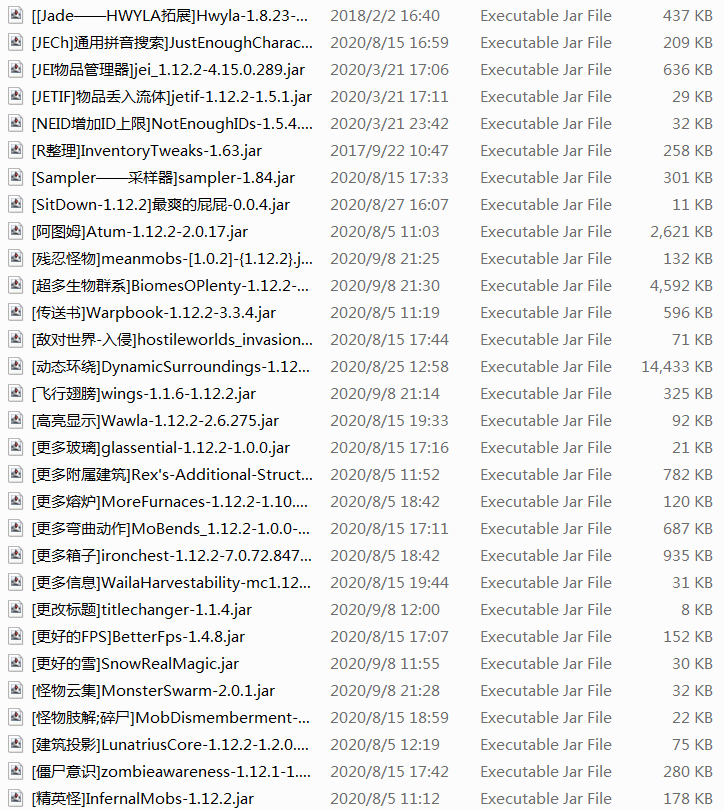 [[Jade——HWYLA拓展]Hwyla-1.8.23-... 2018/2/2 16:40 Executable Jar File 437 KB
[JECh]通用拼音搜索]JustEnoughCharac... 2020/8/15 16:59 Executable Jar File 209 KB
[JEI物品管理器]jei_1.12.2-4.15.0.289.jar 2020/3/21 17:06 Executable Jar File 636 KB
[JETIF]物品丢入流体]jetif-1.12.2-1.5.1.jar 2020/3/21 17:11 Executable Jar File 29 KB
[NEID增加ID上限]NotEnoughIDs-1.5.4.... 2020/3/21 23:42 Executable Jar File 32 KB
[R整理]InventoryTweaks-1.63.jar 2017/9/22 10:47 Executable Jar File 258 KB
[Sampler——采样器]sampler-1.84.jar 2020/8/15 17:33 Executable Jar File 301 KB
[SitDown-1.12.2]最爽的屁屁-0.0.4.jar 2020/8/27 16:07 Executable Jar File 11 KB
[阿图姆]Atum-1.12.2-2.0.17.jar 2020/8/5 11:03 Executable Jar File 2,621 KB
[残忍怪物]meanmobs-[1.0.2]-{1.12.2}.j... 2020/9/8 21:25 Executable Jar File 132 KB
[超多生物群系]BiomesOPlenty-1.12.2-... 2020/9/8 21:30 Executable Jar File 4,592 KB
[传送书]Warpbook-1.12.2-3.3.4.jar 2020/8/5 11:19 Executable Jar File 596 KB
[敌对世界-入侵]hostileworlds_invasion... 2020/8/15 17:44 Executable Jar File 71 KB
[动态环绕]DynamicSurroundings-1.12... 2020/8/25 12:58 Executable Jar File 14,433 KB
[飞行翅膀]wings-1.1.6-1.12.2.jar 2020/9/8 21:14 Executable Jar File 325 KB
[高亮显示]Wawla-1.12.2-2.6.275.jar 2020/8/15 19:33 Executable Jar File 92 KB
[更多玻璃]glassential-1.12.2-1.0.0.jar 2020/8/15 17:16 Executable Jar File 21 KB
[更多附属建筑]Rex's-Additional-Struct... 2020/8/5 11:52 Executable Jar File 782 KB
[更多熔炉]MoreFurnaces-1.12.2-1.10.... 2020/8/5 18:42 Executable Jar File 120 KB
[更多弯曲动作]MoBends_1.12.2-1.0.0-... 2020/8/15 17:11 Executable Jar File 687 KB
[更多箱子]ironchest-1.12.2-7.0.72.847... 2020/8/5 18:42 Executable Jar File 935 KB
[更多信息]WailaHarvestability-mc1.12... 2020/8/15 19:44 Executable Jar File 31 KB
[更改标题]titlechanger-1.1.4.jar 2020/9/8 12:00 Executable Jar File 8 KB
[更好的FPS]BetterFps-1.4.8.jar 2020/8/15 17:07 Executable Jar File 152 KB
[更好的雪]SnowRealMagic.jar 2020/9/8 11:55 Executable Jar File 30 KB
[怪物云集]MonsterSwarm-2.0.1.jar 2020/9/8 21:28 Executable Jar File 32 KB
[怪物肢解;碎尸]MobDismemberment-... 2020/8/15 18:59 Executable Jar File 22 KB
[建筑投影]LunatriusCore-1.12.2-1.2.0.... 2020/8/5 12:19 Executable Jar File 75 KB
[僵尸意识]zombieawareness-1.12.1-1.... 2020/8/15 17:42 Executable Jar File 280 KB
[精英怪]InfernalMobs-1.12.2.jar 2020/8/5 11:12 Executable Jar File 178 KB